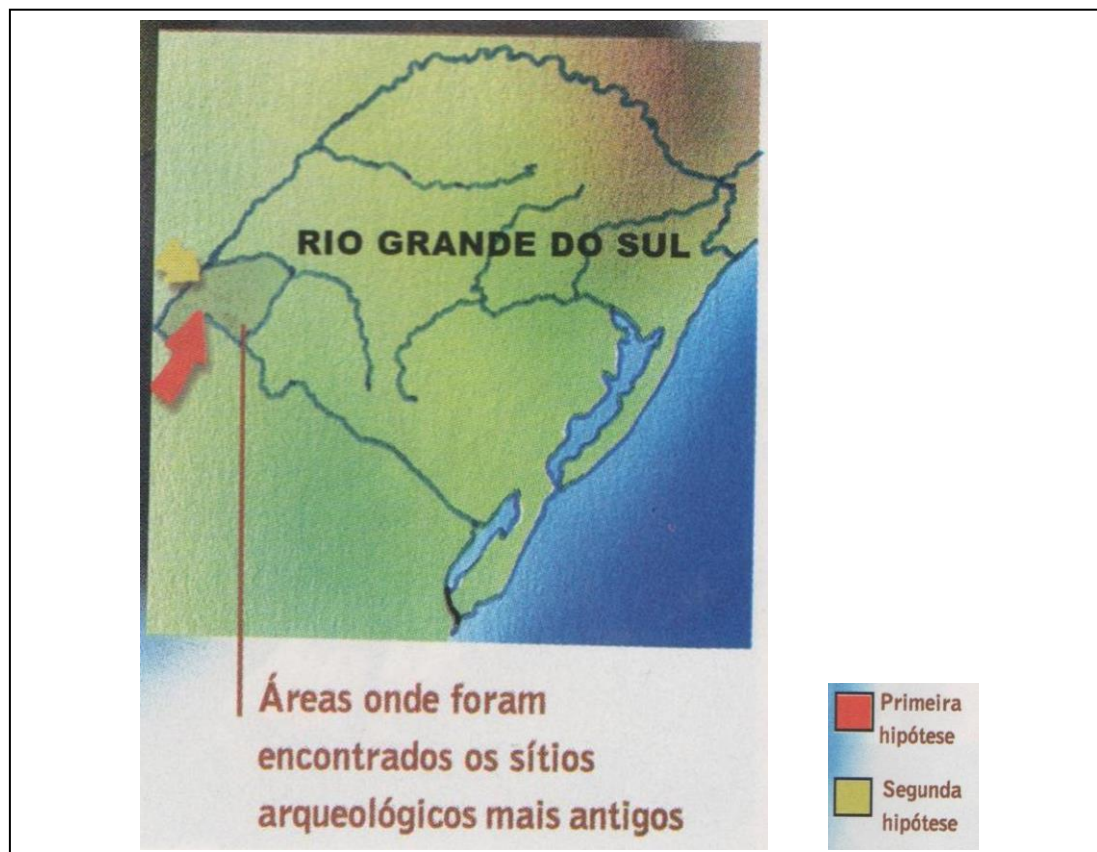 RIO GRANDE DO SUL
Áreas onde foram
encontrados os sítios
arqueológicos mais antigos
Primeira
hipótese
Segunda
hipótese